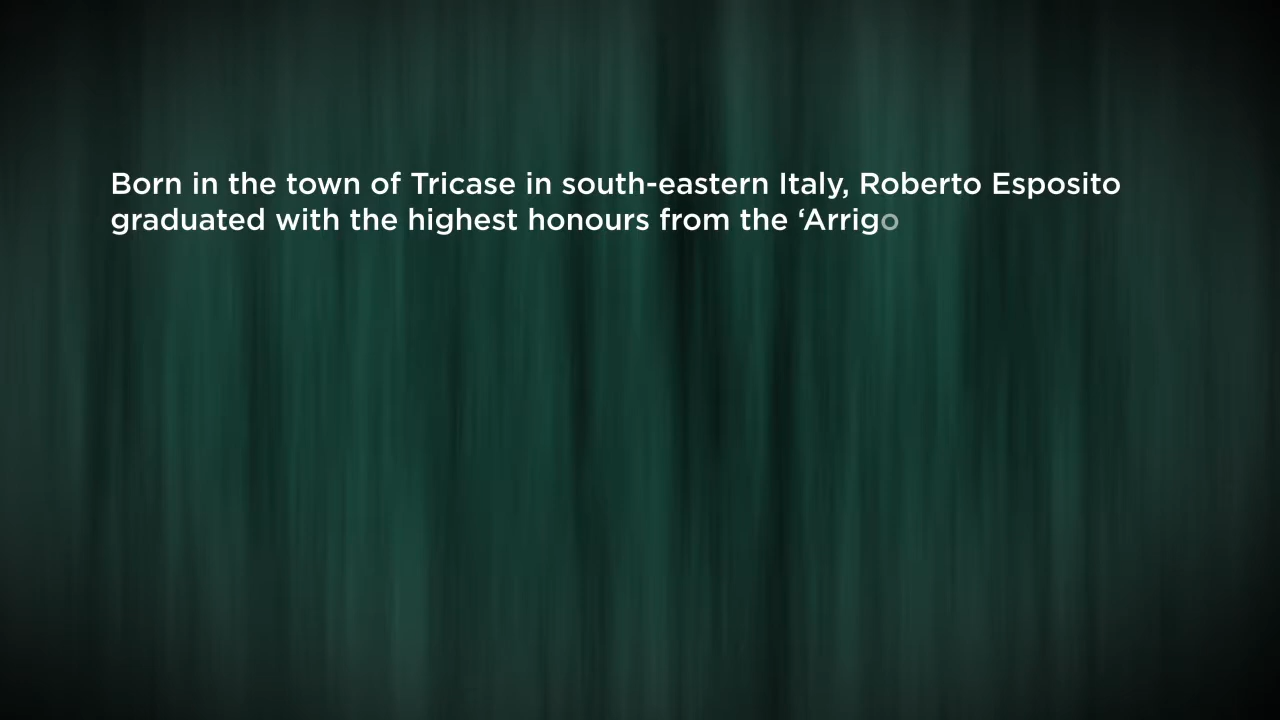 Born in the town of Tricase in south-eastern Italy, Roberto Esposito
graduated with the highest honours from the ‘Arrigo